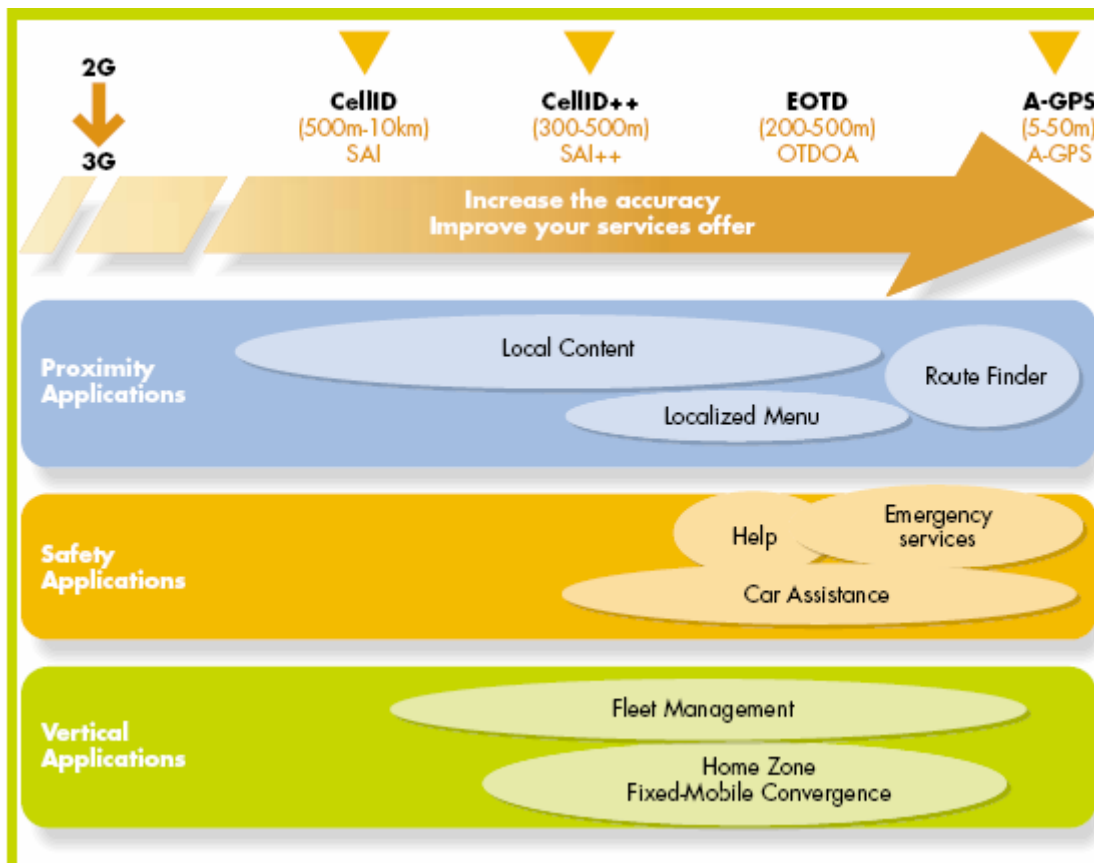 2G
3G
CellID
(500m-10km)
SAI
CellID++
(300-500m)
SAI++
EOTD
(200-500m)
OTDOA
A-GPS
(5-50m)
A-GPS
Increase the accuracy
Improve your services offer
Proximity
Applications
Local Content
Localized Menu
Route Finder
Safety
Applications
Help
Emergency
services
Car Assistance
Vertical
Applications
Fleet Management
Home Zone
Fixed-Mobile Convergence